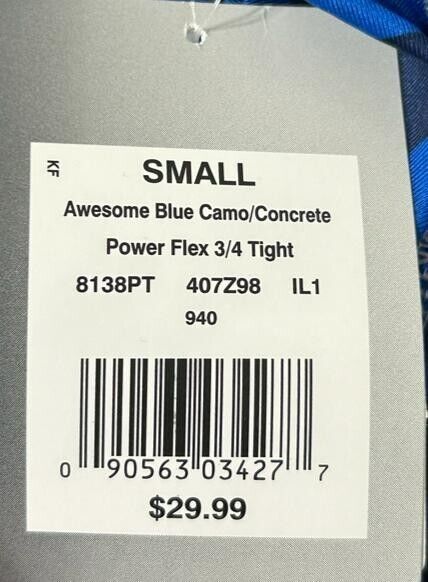 KF
SMALL
Awesome Blue Camo/Concrete
Power Flex 3/4 Tight
8138PT 407Z98 IL1
940
0 90563 03427 7
$29.99